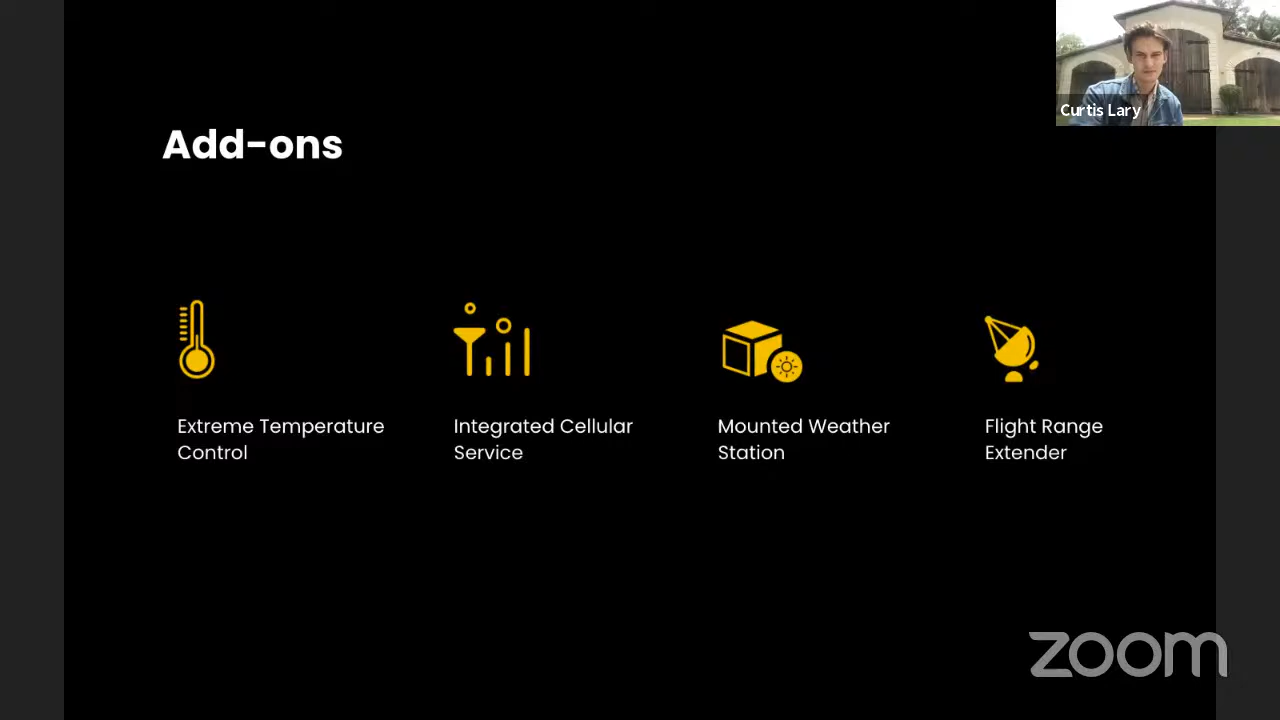 Curtis Lary
Add-ons
Extreme Temperature
Control
Integrated Cellular
Service
Mounted Weather
Station
Flight Range
Extender
zoom